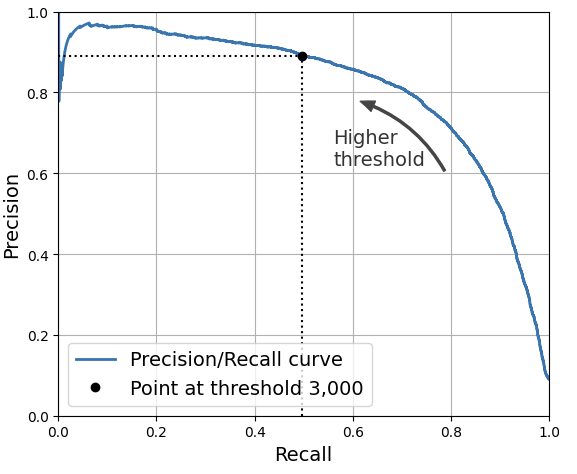 1.0
0.8
0.6
0.4
0.2
0.0
Precision
Higher
threshold
Precision/Recall curve
Point at threshold 3,000
0.0 0.2 0.4 0.6 0.8 1.0
Recall